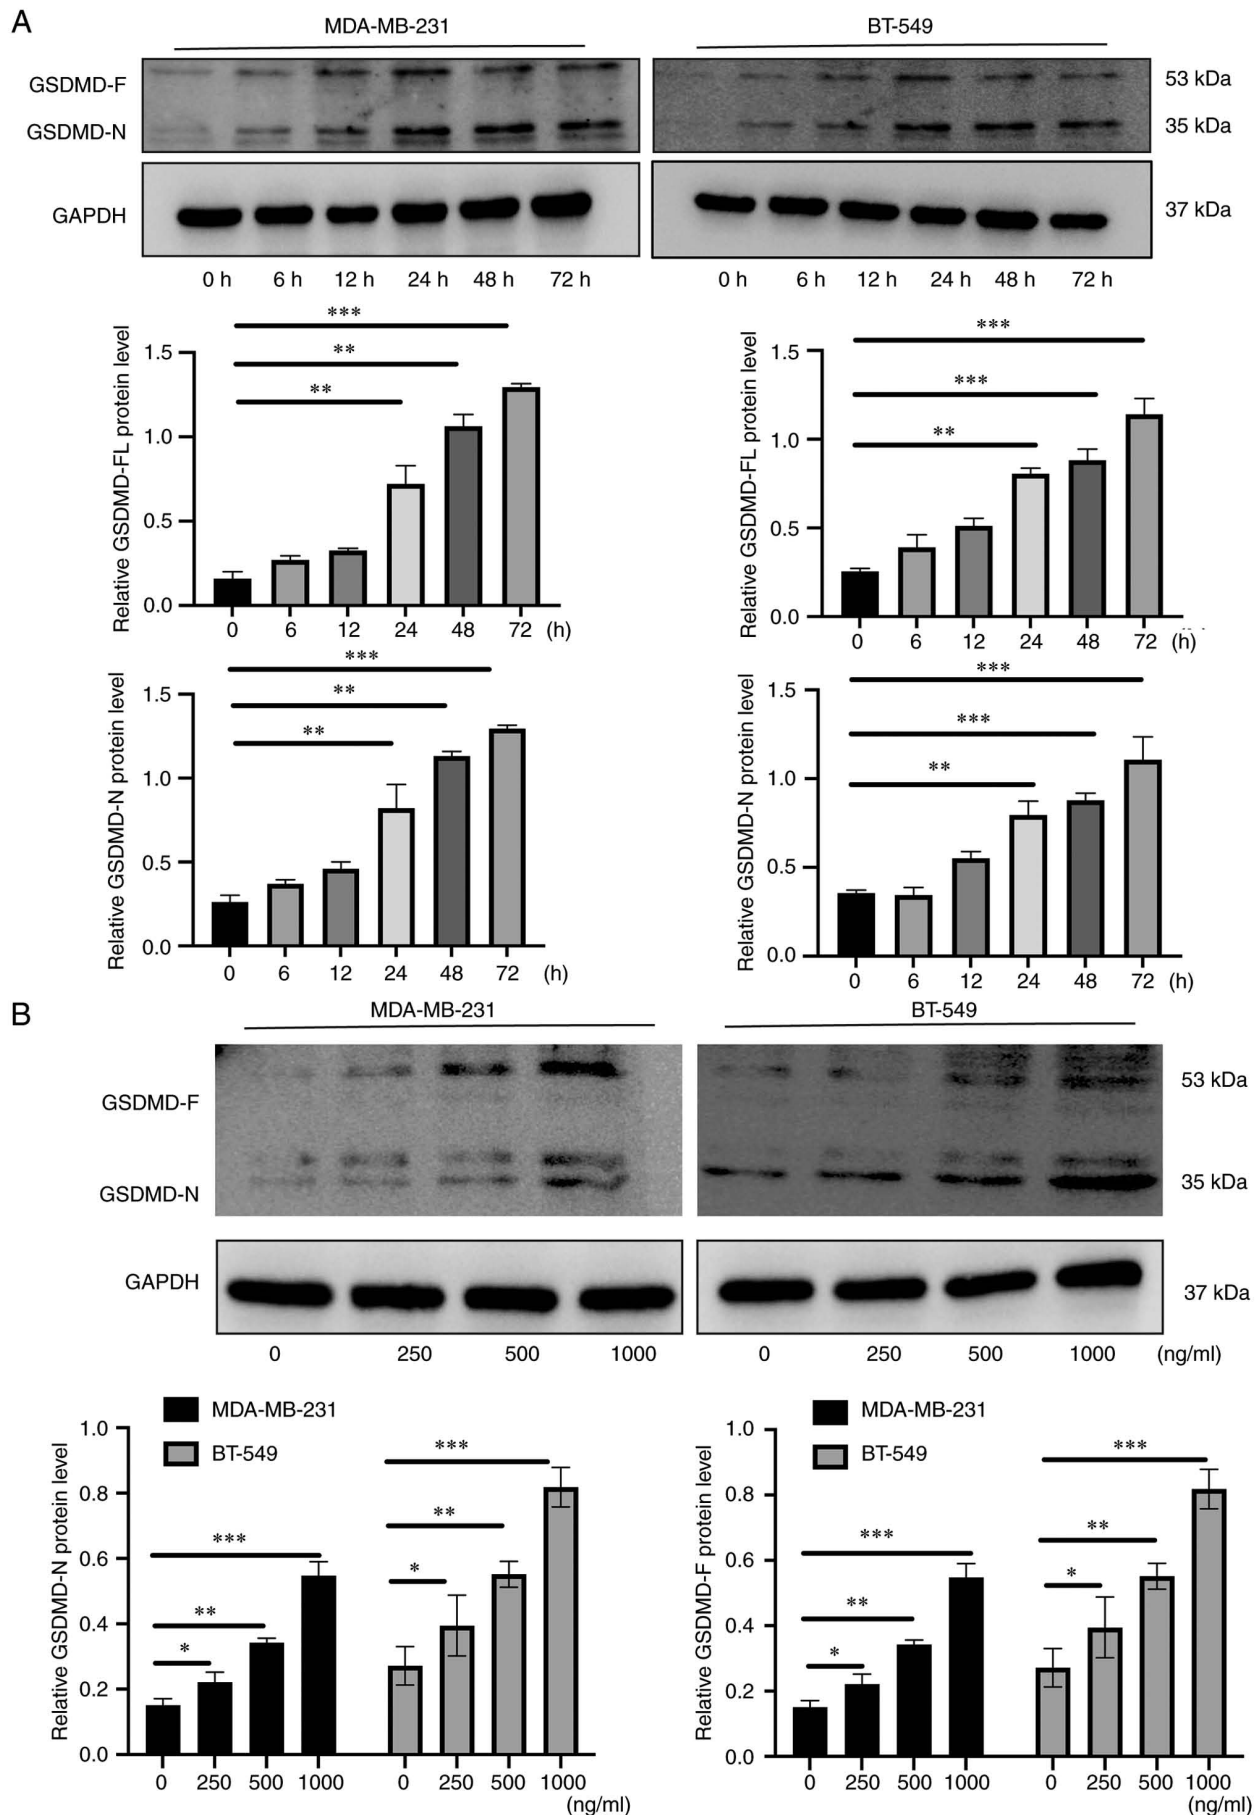 A
MDA-MB-231 BT-549
GSDMD-F 53 kDa
GSDMD-N 35 kDa
GAPDH 37 kDa
0 h 6 h 12 h 24 h 48 h 72 h 0 h 6 h 12 h 24 h 48 h 72 h
Relative GSDMD-FL protein level
1.5
1.0
0.5
0.0
***
**
**
0 6 12 24 48 72 (h)
Relative GSDMD-FL protein level
1.5
1.0
0.5
0.0
***
***
**
0 6 12 24 48 72 (h)
Relative GSDMD-N protein level
1.5
1.0
0.5
0.0
***
**
**
0 6 12 24 48 72 (h)
Relative GSDMD-N protein level
1.5
1.0
0.5
0.0
***
***
**
0 6 12 24 48 72 (h)
B
MDA-MB-231 BT-549
GSDMD-F 53 kDa
GSDMD-N 35 kDa
GAPDH 37 kDa
0 250 500 1000 0 250 500 1000 (ng/ml)
MDA-MB-231
BT-549
Relative GSDMD-N protein level
1.0
0.8
0.6
0.4
0.2
0.0
***
**
*
***
**
*
0 250 500 1000 0 250 500 1000
(ng/ml)
MDA-MB-231
BT-549
Relative GSDMD-F protein level
1.0
0.8
0.6
0.4
0.2
0.0
***
**
*
***
**
*
0 250 500 1000 0 250 500 1000
(ng/ml)